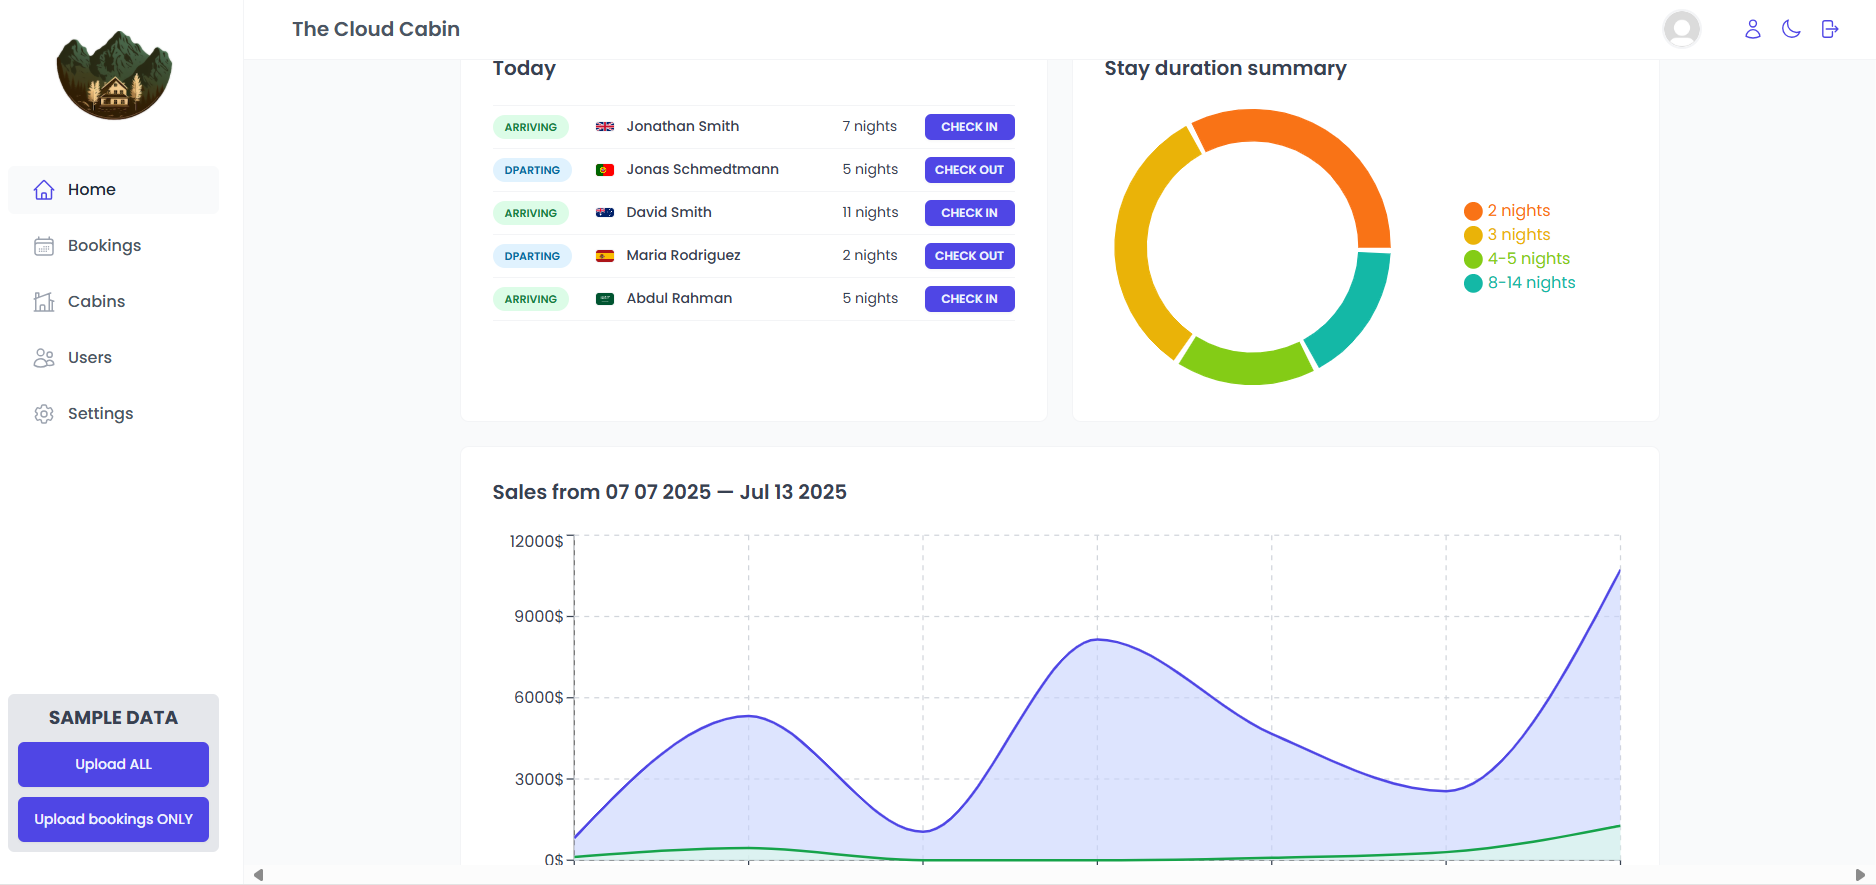 The Cloud Cabin
Home
Bookings
Cabins
Users
Settings
SAMPLE DATA
Upload ALL
Upload bookings ONLY
Today
ARRIVING Jonathan Smith 7 nights CHECK IN
DPARTING Jonas Schmedtmann 5 nights CHECK OUT
ARRIVING David Smith 11 nights CHECK IN
DPARTING Maria Rodriguez 2 nights CHECK OUT
ARRIVING Abdul Rahman 5 nights CHECK IN
Stay duration summary
2 nights
3 nights
4-5 nights
8-14 nights
Sales from 07 07 2025 — Jul 13 2025
12000$
9000$
6000$
3000$
0$